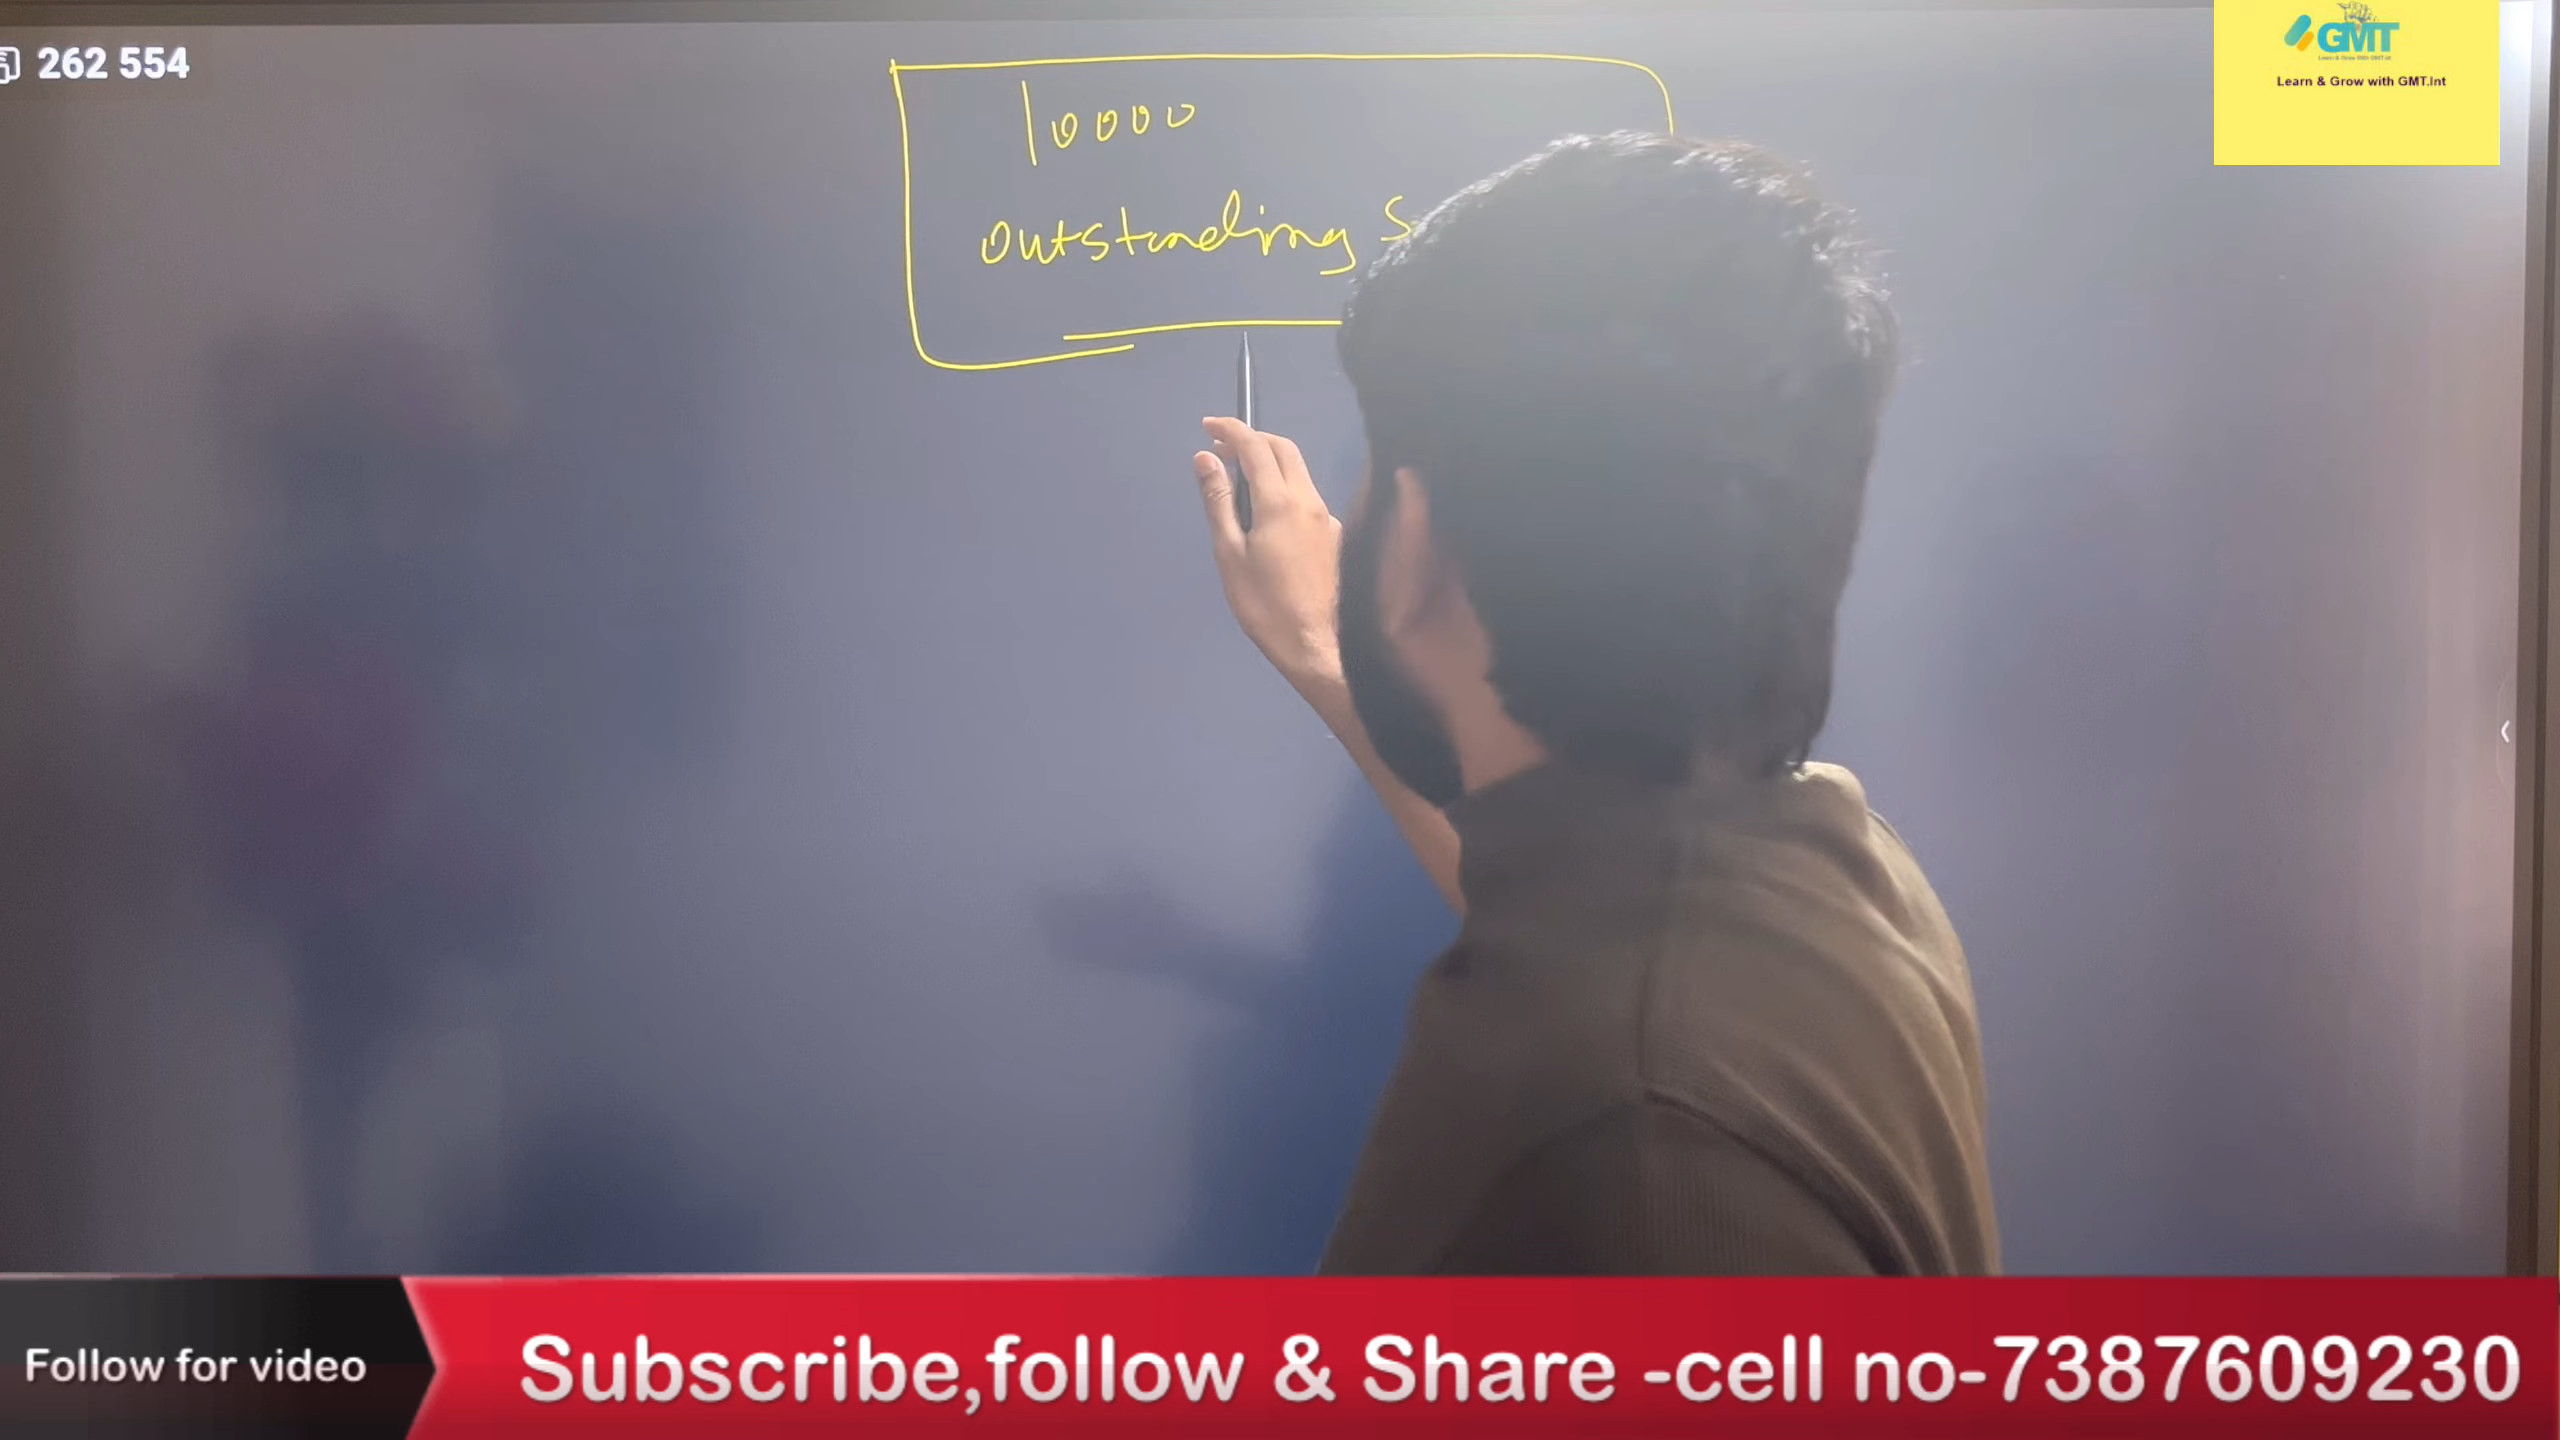 262 554
10000
outstanding
GMT
Learn & Grow with GMT.int
Follow for video
Subscribe,follow & Share -cell no-7387609230